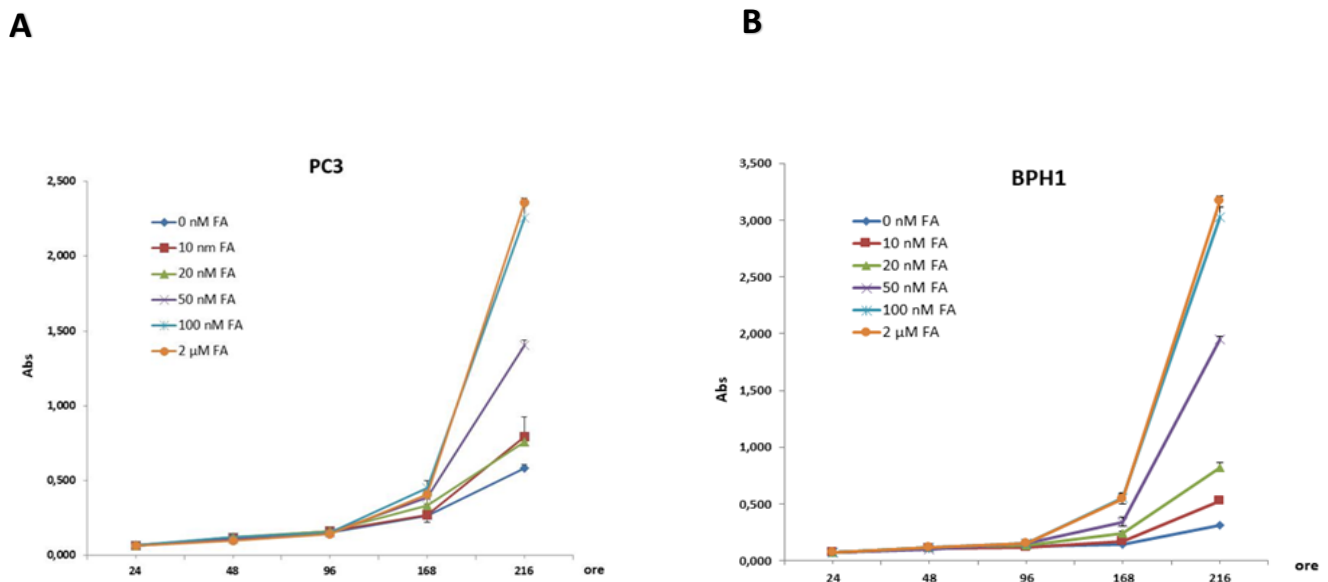 A
B
PC3
2,500
2,000
1,500
1,000
0,500
0,000
Abs
0 nM FA
10 nm FA
20 nM FA
50 nM FA
100 nM FA
2 µM FA
24 48 96 168 216 ore
BPH1
3,500
3,000
2,500
2,000
1,500
1,000
0,500
0,000
Abs
0 nM FA
10 nM FA
20 nM FA
50 nM FA
100 nM FA
2 µM FA
24 48 96 168 216 ore